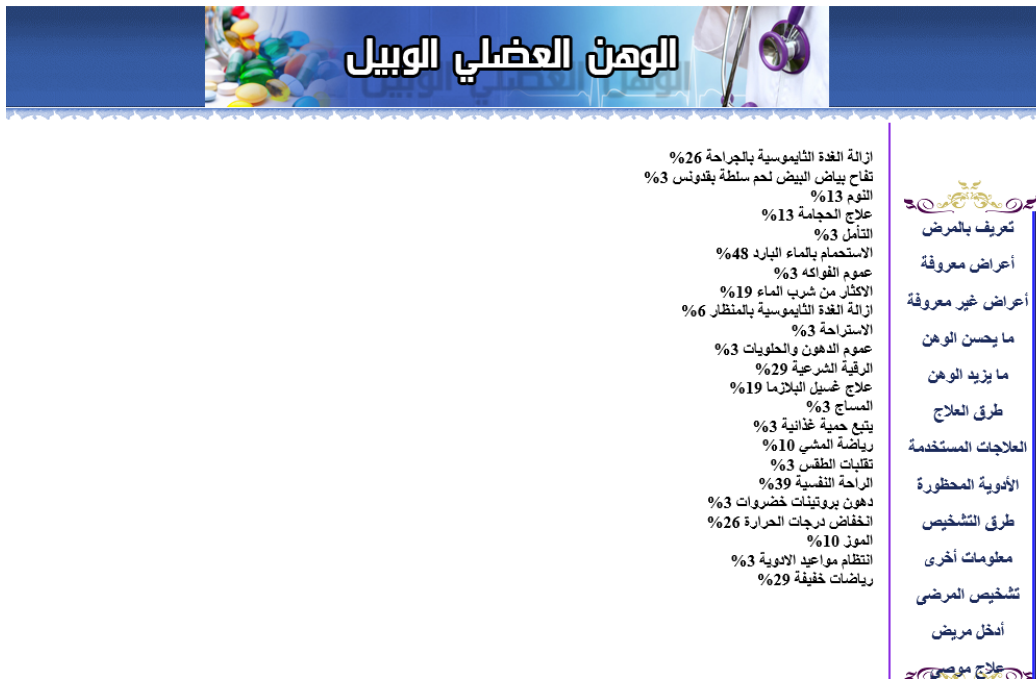 الوهن العضلي الوبيل
تعريف بالمرض
أعراض معروفة
أعراض غير معروفة
ما يحسن الوهن
ما يزيد الوهن
طرق العلاج
العلاجات المستخدمة
الأدوية المحظورة
طرق التشخيص
معلومات أخرى
تشخيص المرضى
أدخل مريض
علاج موصى
ازالة الغدة الثايموسية بالجراحة 26%
تفاح بياض البيض لحم سلطة بقدونس 3%
النوم 13%
علاج الحجامة 13%
التأمل 3%
الاستحمام بالماء البارد 48%
عموم الفواكه 3%
الاكثار من شرب الماء 19%
ازالة الغدة الثايموسية بالمنظار 6%
الاستراحة 3%
عموم الدهون والحلويات 3%
الرقية الشرعية 29%
علاج غسيل البلازما 19%
المساج 3%
يتبع حمية غذائية 3%
رياضة المشي 10%
تقلبات الطقس 3%
الراحة النفسية 39%
دهون بروتينات خضروات 3%
انخفاض درجات الحرارة 26%
الموز 10%
انتظام مواعيد الادوية 3%
رياضات خفيفة 29%